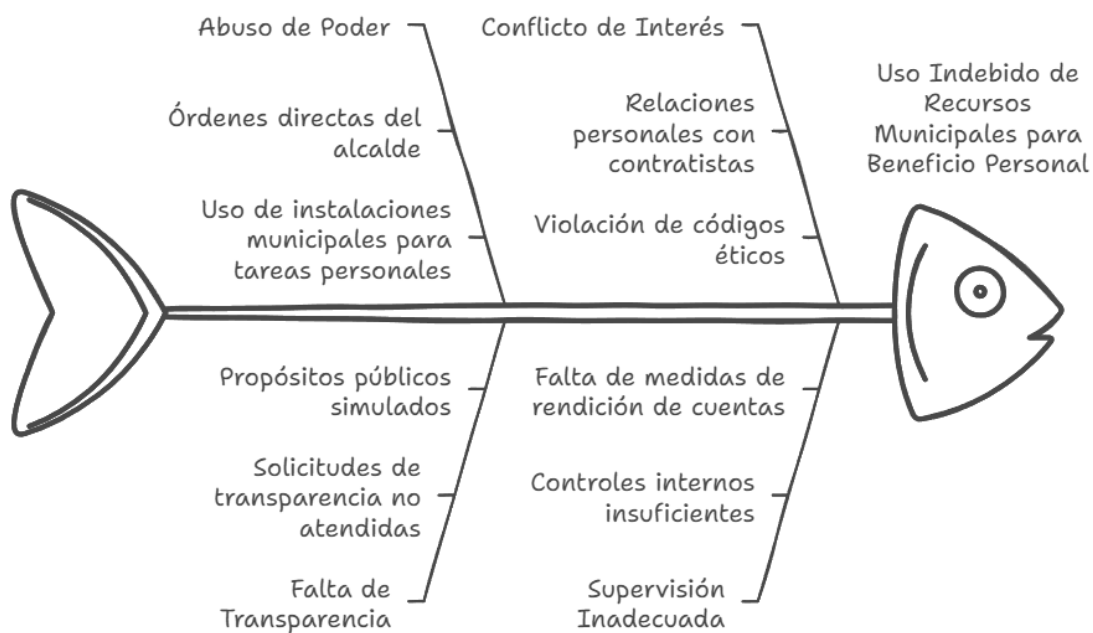 Abuso de Poder
Órdenes directas del
alcalde
Uso de instalaciones
municipales para
tareas personales
Conflicto de Interés
Relaciones
personales con
contratistas
Violación de códigos
éticos
Uso Indebido de
Recursos
Municipales para
Beneficio Personal
Propósitos públicos
simulados
Solicitudes de
transparencia no
atendidas
Falta de
Transparencia
Falta de medidas de
rendición de cuentas
Controles internos
insuficientes
Supervisión
Inadecuada